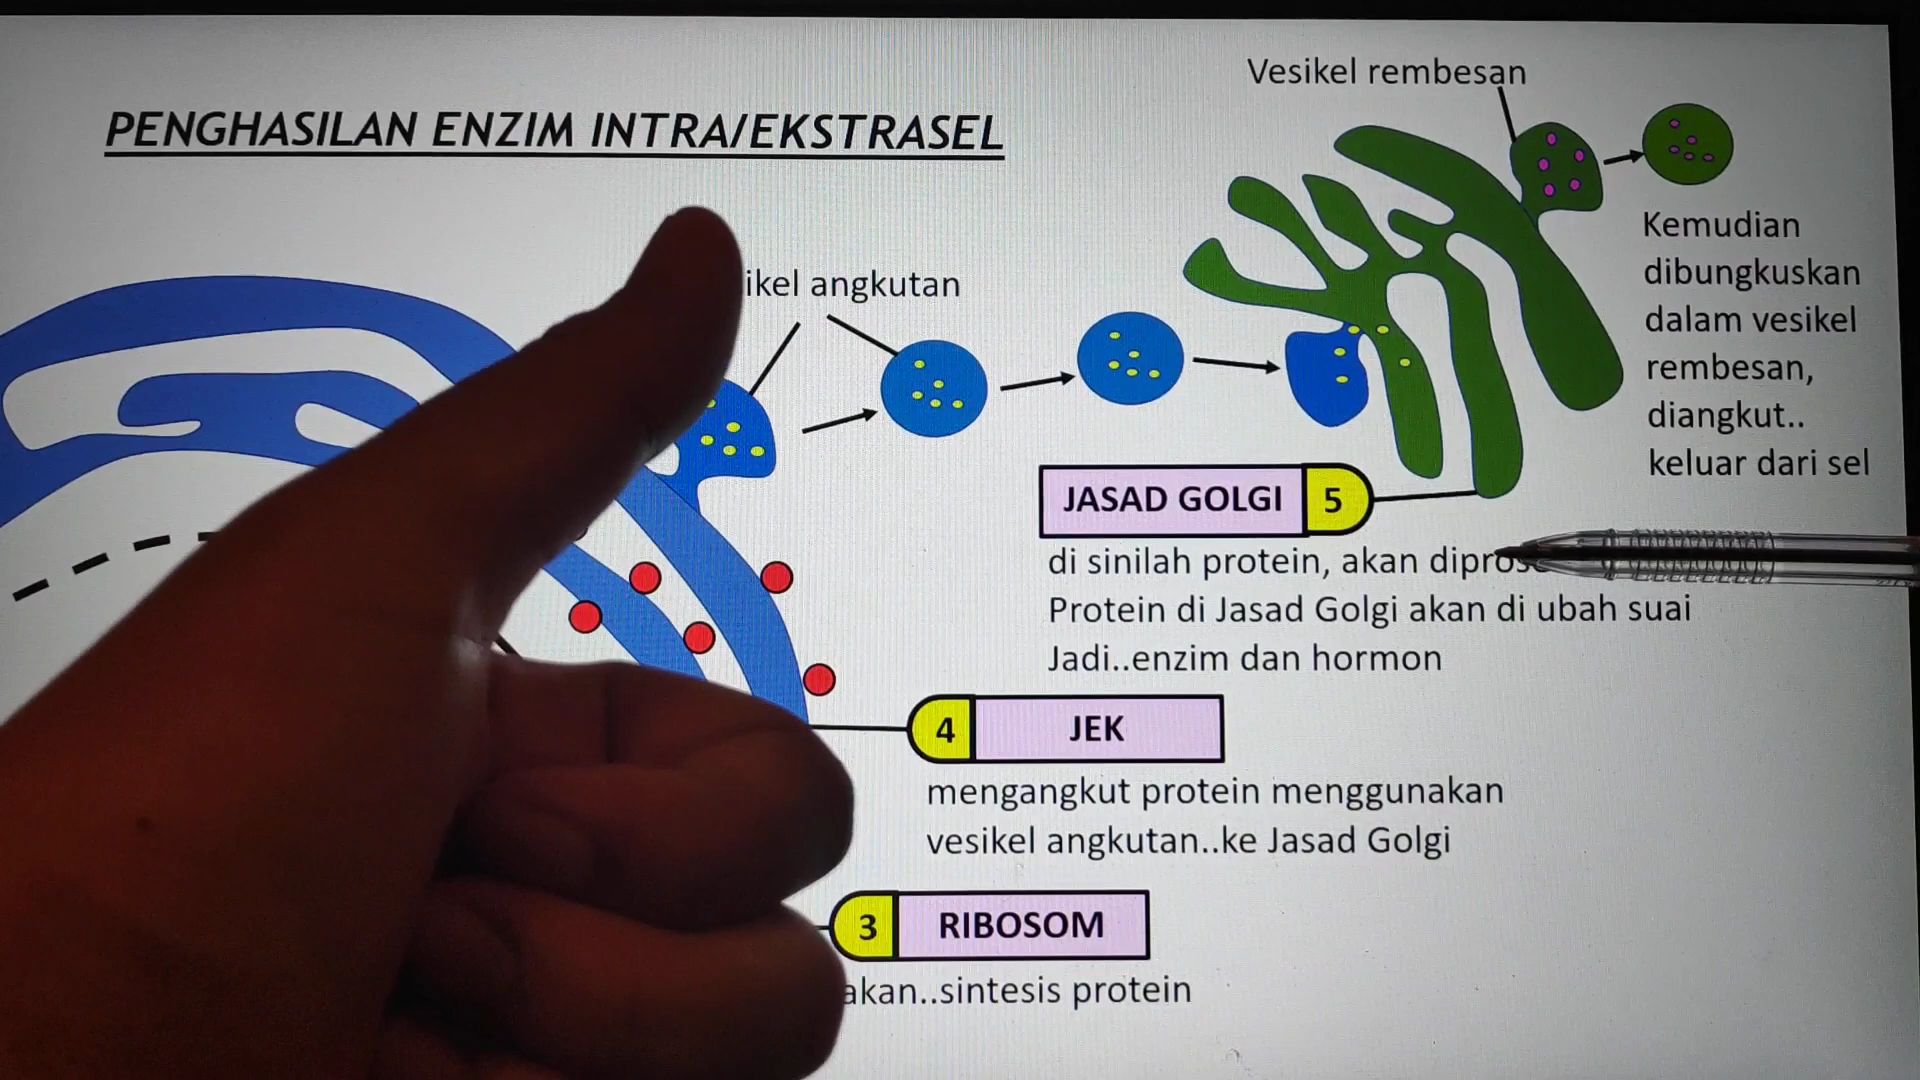 PENGHASILAN ENZIM INTRA/EKSTRASEL
Vesikel rembesan
angkutan
Kemudian
dibungkuskan
dalam vesikel
rembesan,
diangkut..
keluar dari sel
JASAD GOLGI 5
di sinilah protein, akan
Protein di Jasad Golgi akan di ubah suai
Jadi..enzim dan hormon
4 JEK
mengangkut protein menggunakan
vesikel angkutan..ke Jasad Golgi
3 RIBOSOM
akan..sintesis protein